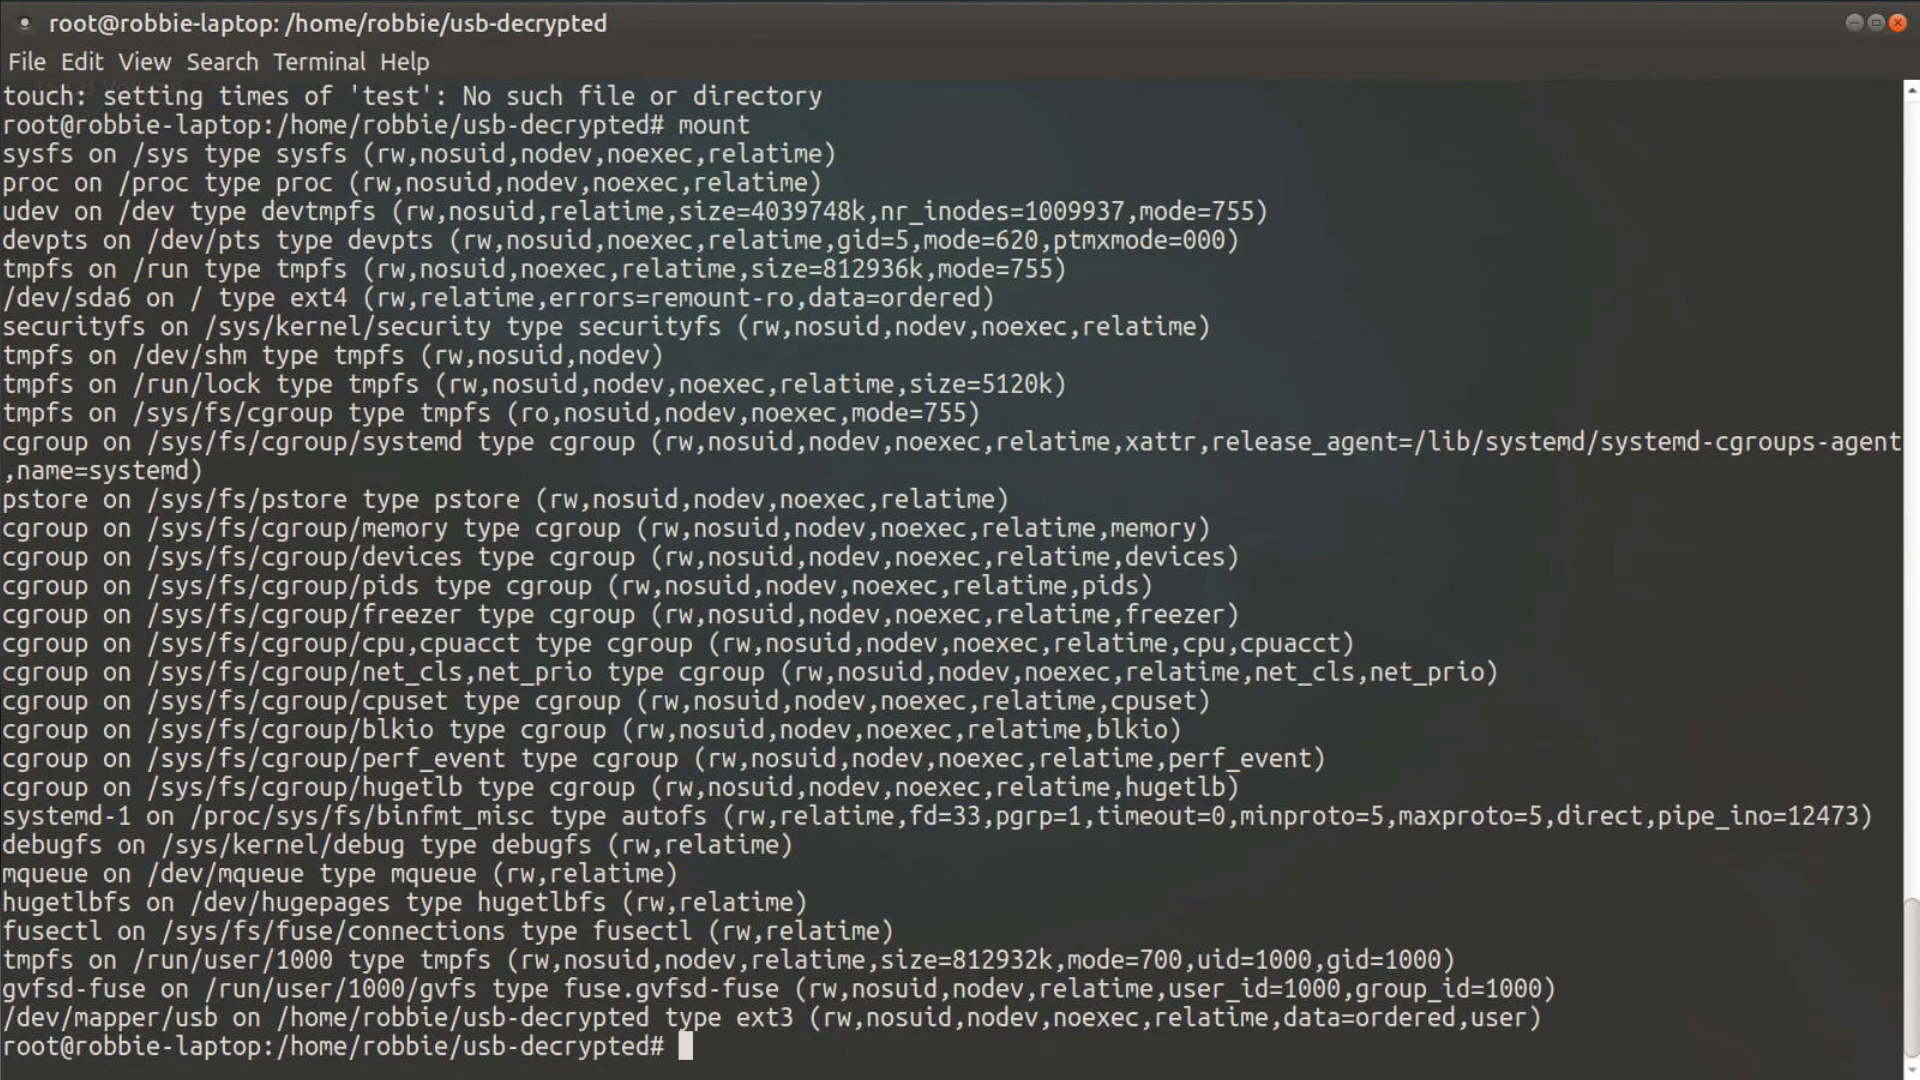 root@robbie-laptop: /home/robbie/usb-decrypted
File Edit View Search Terminal Help
touch: setting times of 'test': No such file or directory
root@robbie-laptop:/home/robbie/usb-decrypted# mount
sysfs on /sys type sysfs (rw,nosuid,nodev,noexec,relatime)
proc on /proc type proc (rw,nosuid,nodev,noexec,relatime)
udev on /dev type devtmpfs (rw,nosuid,relatime,size=4039748k,nr_inodes=1009937,mode=755)
devpts on /dev/pts type devpts (rw,nosuid,noexec,relatime,gid=5,mode=620,ptmxmode=000)
tmpfs on /run type tmpfs (rw,nosuid,noexec,relatime,size=812936k,mode=755)
/dev/sda6 on / type ext4 (rw,relatime,errors=remount-ro,data=ordered)
securityfs on /sys/kernel/security type securityfs (rw,nosuid,nodev,noexec,relatime)
tmpfs on /dev/shm type tmpfs (rw,nosuid,nodev)
tmpfs on /run/lock type tmpfs (rw,nosuid,nodev,noexec,relatime,size=5120k)
tmpfs on /sys/fs/cgroup type tmpfs (ro,nosuid,nodev,noexec,mode=755)
cgroup on /sys/fs/cgroup/systemd type cgroup (rw,nosuid,nodev,noexec,relatime,xattr,release_agent=/lib/systemd/systemd-cgroups-agent
,name=systemd)
pstore on /sys/fs/pstore type pstore (rw,nosuid,nodev,noexec,relatime)
cgroup on /sys/fs/cgroup/memory type cgroup (rw,nosuid,nodev,noexec,relatime,memory)
cgroup on /sys/fs/cgroup/devices type cgroup (rw,nosuid,nodev,noexec,relatime,devices)
cgroup on /sys/fs/cgroup/pids type cgroup (rw,nosuid,nodev,noexec,relatime,pids)
cgroup on /sys/fs/cgroup/freezer type cgroup (rw,nosuid,nodev,noexec,relatime,freezer)
cgroup on /sys/fs/cgroup/cpu,cpuacct type cgroup (rw,nosuid,nodev,noexec,relatime,cpu,cpuacct)
cgroup on /sys/fs/cgroup/net_cls,net_prio type cgroup (rw,nosuid,nodev,noexec,relatime,net_cls,net_prio)
cgroup on /sys/fs/cgroup/cpuset type cgroup (rw,nosuid,nodev,noexec,relatime,cpuset)
cgroup on /sys/fs/cgroup/blkio type cgroup (rw,nosuid,nodev,noexec,relatime,blkio)
cgroup on /sys/fs/cgroup/perf_event type cgroup (rw,nosuid,nodev,noexec,relatime,perf_event)
cgroup on /sys/fs/cgroup/hugetlb type cgroup (rw,nosuid,nodev,noexec,relatime,hugetlb)
systemd-1 on /proc/sys/fs/binfmt_misc type autofs (rw,relatime,fd=33,pgrp=1,timeout=0,minproto=5,maxproto=5,direct,pipe_ino=12473)
debugfs on /sys/kernel/debug type debugfs (rw,relatime)
mqueue on /dev/mqueue type mqueue (rw,relatime)
hugetlbfs on /dev/hugepages type hugetlbfs (rw,relatime)
fusectl on /sys/fs/fuse/connections type fusectl (rw,relatime)
tmpfs on /run/user/1000 type tmpfs (rw,nosuid,nodev,relatime,size=812932k,mode=700,uid=1000,gid=1000)
gvfsd-fuse on /run/user/1000/gvfs type fuse.gvfsd-fuse (rw,nosuid,nodev,relatime,user_id=1000,group_id=1000)
/dev/mapper/usb on /home/robbie/usb-decrypted type ext3 (rw,nosuid,nodev,noexec,relatime,data=ordered,user)
root@robbie-laptop:/home/robbie/usb-decrypted#